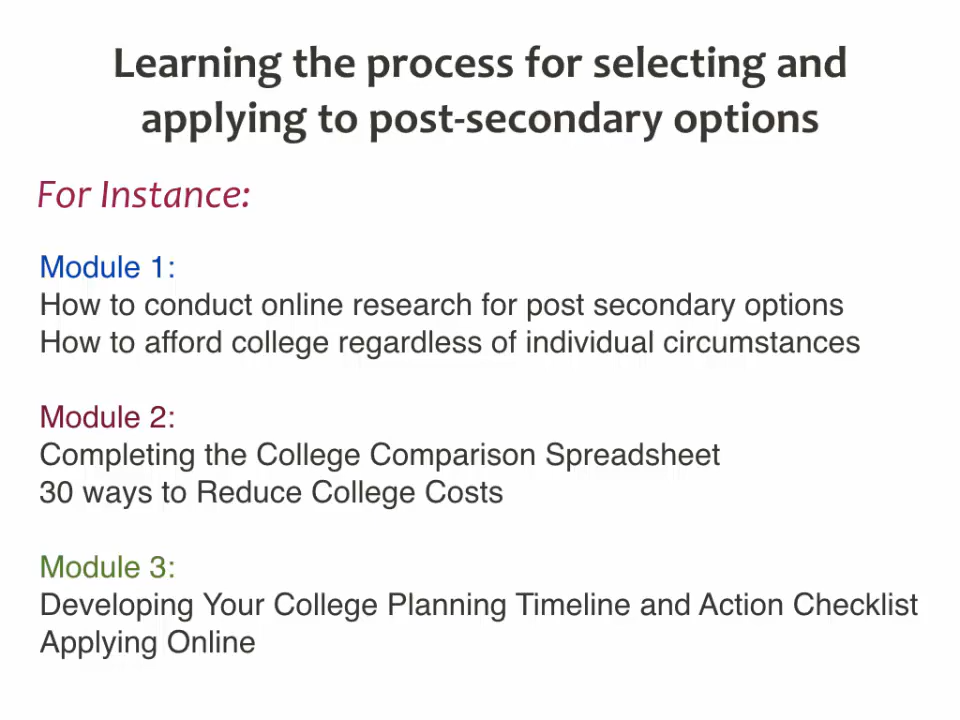 Learning the process for selecting and
applying to post-secondary options
For Instance:
Module 1:
How to conduct online research for post secondary options
How to afford college regardless of individual circumstances
Module 2:
Completing the College Comparison Spreadsheet
30 ways to Reduce College Costs
Module 3:
Developing Your College Planning Timeline and Action Checklist
Applying Online